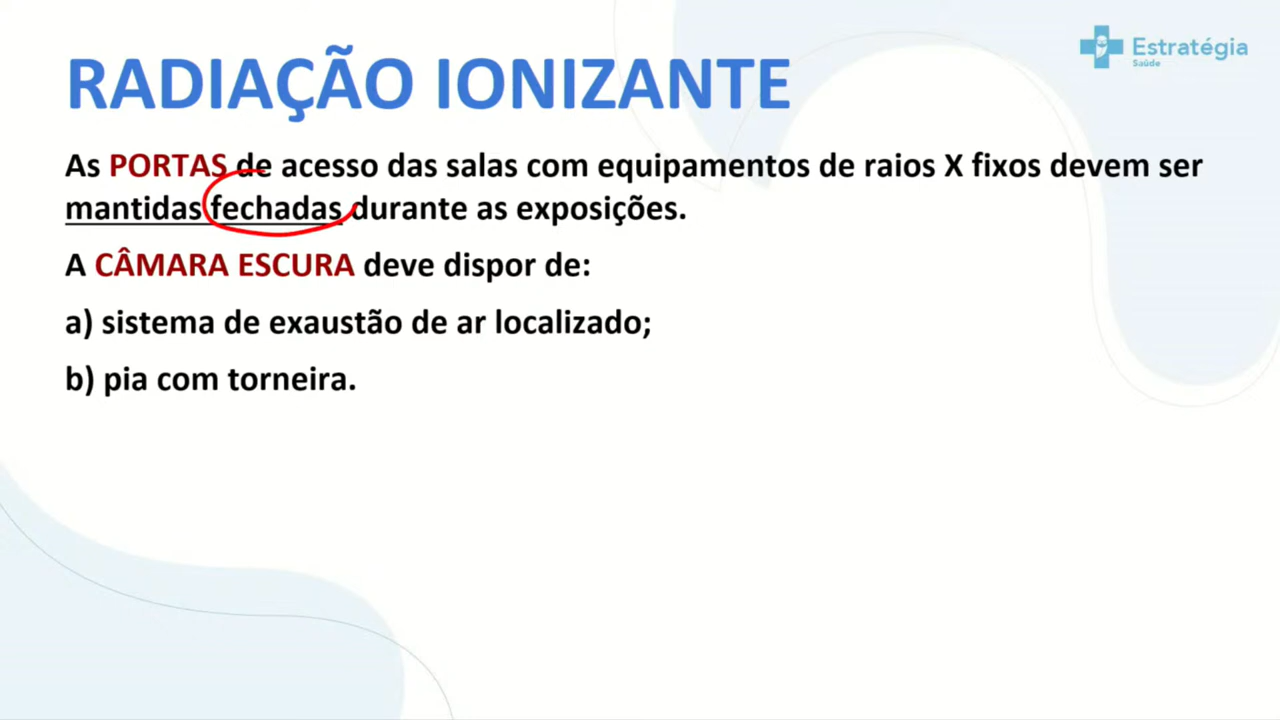 Estratégia
Saúde
RADIAÇÃO IONIZANTE
As PORTAS de acesso das salas com equipamentos de raios X fixos devem ser
mantidas fechadas durante as exposições.
A CÂMARA ESCURA deve dispor de:
a) sistema de exaustão de ar localizado;
b) pia com torneira.